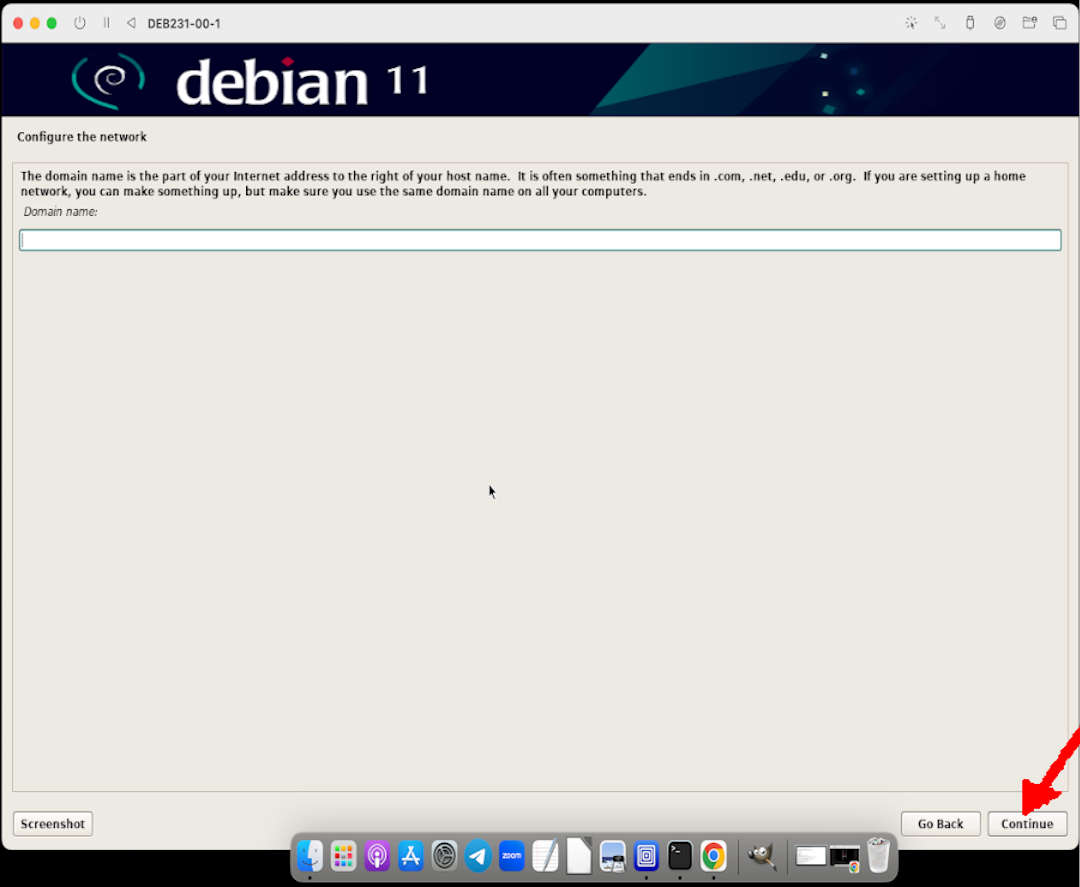 DEB231-00-1
debian 11
Configure the network
The domain name is the part of your Internet address to the right of your host name.  It is often something that ends in .com, .net, .edu, or .org.  If you are setting up a home
network, you can make something up, but make sure you use the same domain name on all your computers.
Domain name:
Screenshot
Go Back
Continue
zoom